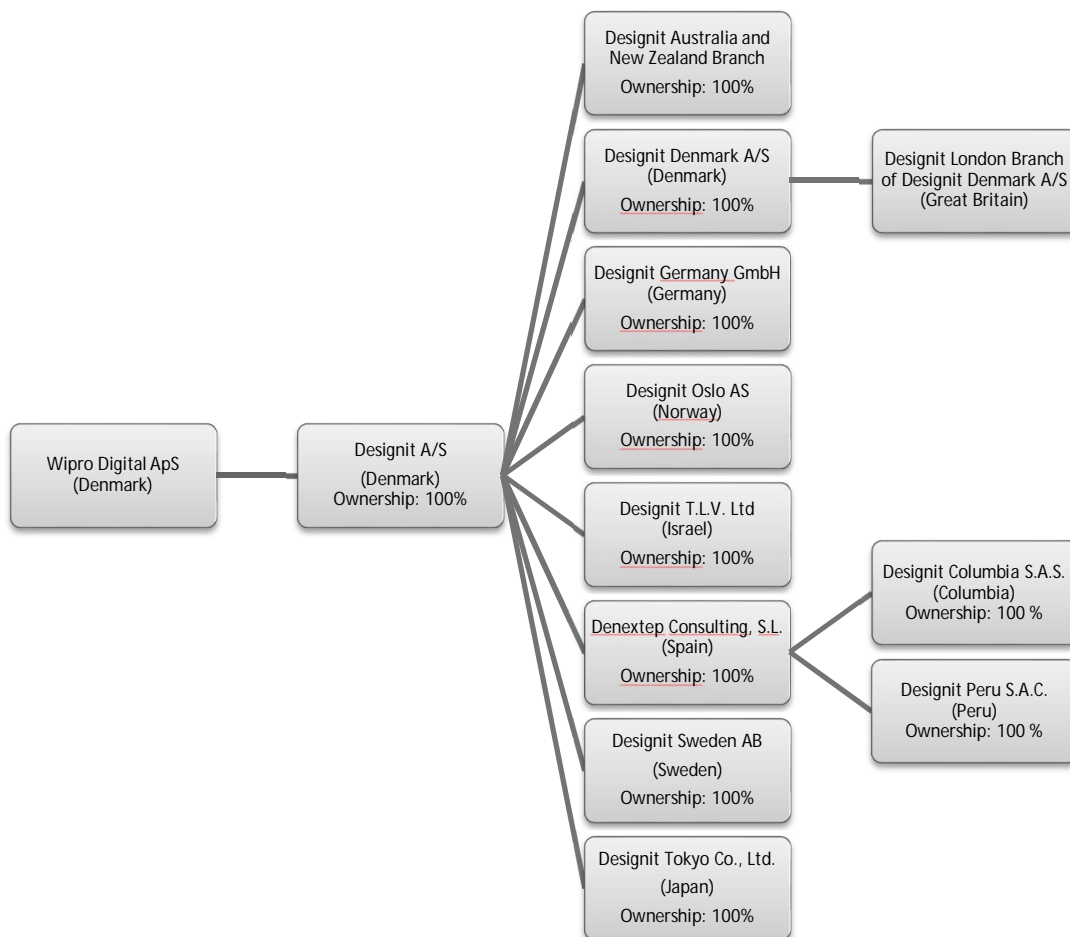 Wipro Digital ApS
(Denmark)
Designit A/S
(Denmark)
Ownership: 100%
Designit Australia and
New Zealand Branch
Ownership: 100%
Designit Denmark A/S
(Denmark)
Ownership: 100%
Designit London Branch
of Designit Denmark A/S
(Great Britain)
Designit Germany GmbH
(Germany)
Ownership: 100%
Designit Oslo AS
(Norway)
Ownership: 100%
Designit T.L.V. Ltd
(Israel)
Ownership: 100%
Denextep Consulting, S.L.
(Spain)
Ownership: 100%
Designit Columbia S.A.S.
(Columbia)
Ownership: 100 %
Designit Peru S.A.C.
(Peru)
Ownership: 100 %
Designit Sweden AB
(Sweden)
Ownership: 100%
Designit Tokyo Co., Ltd.
(Japan)
Ownership: 100%